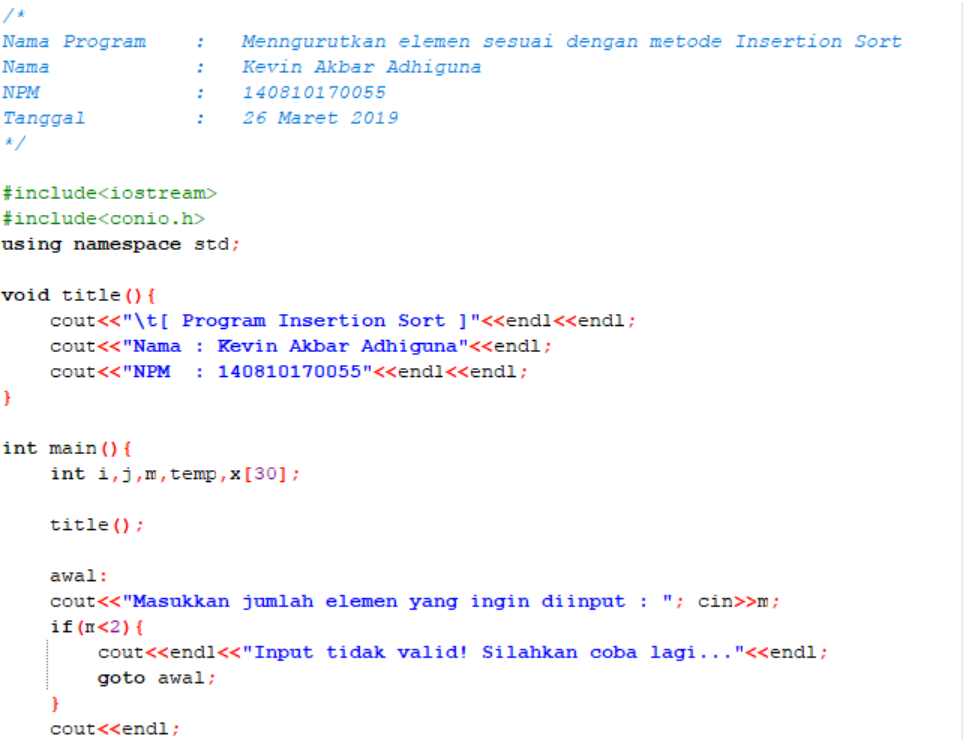 /*
Nama Program    :   Menngurutkan elemen sesuai dengan metode Insertion Sort
Nama            :   Kevin Akbar Adhiguna
NPM             :   140810170055
Tanggal         :   26 Maret 2019
*/

#include<iostream>
#include<conio.h>
using namespace std;

void title(){
    cout<<"\t[ Program Insertion Sort ]"<<endl<<endl;
    cout<<"Nama : Kevin Akbar Adhiguna"<<endl;
    cout<<"NPM  : 140810170055"<<endl<<endl;
}

int main(){
    int i,j,m,temp,x[30];

    title();

    awal:
    cout<<"Masukkan jumlah elemen yang ingin diinput : "; cin>>m;
    if(m<2){
        cout<<endl<<"Input tidak valid! Silahkan coba lagi..."<<endl;
        goto awal;
    }
    cout<<endl;